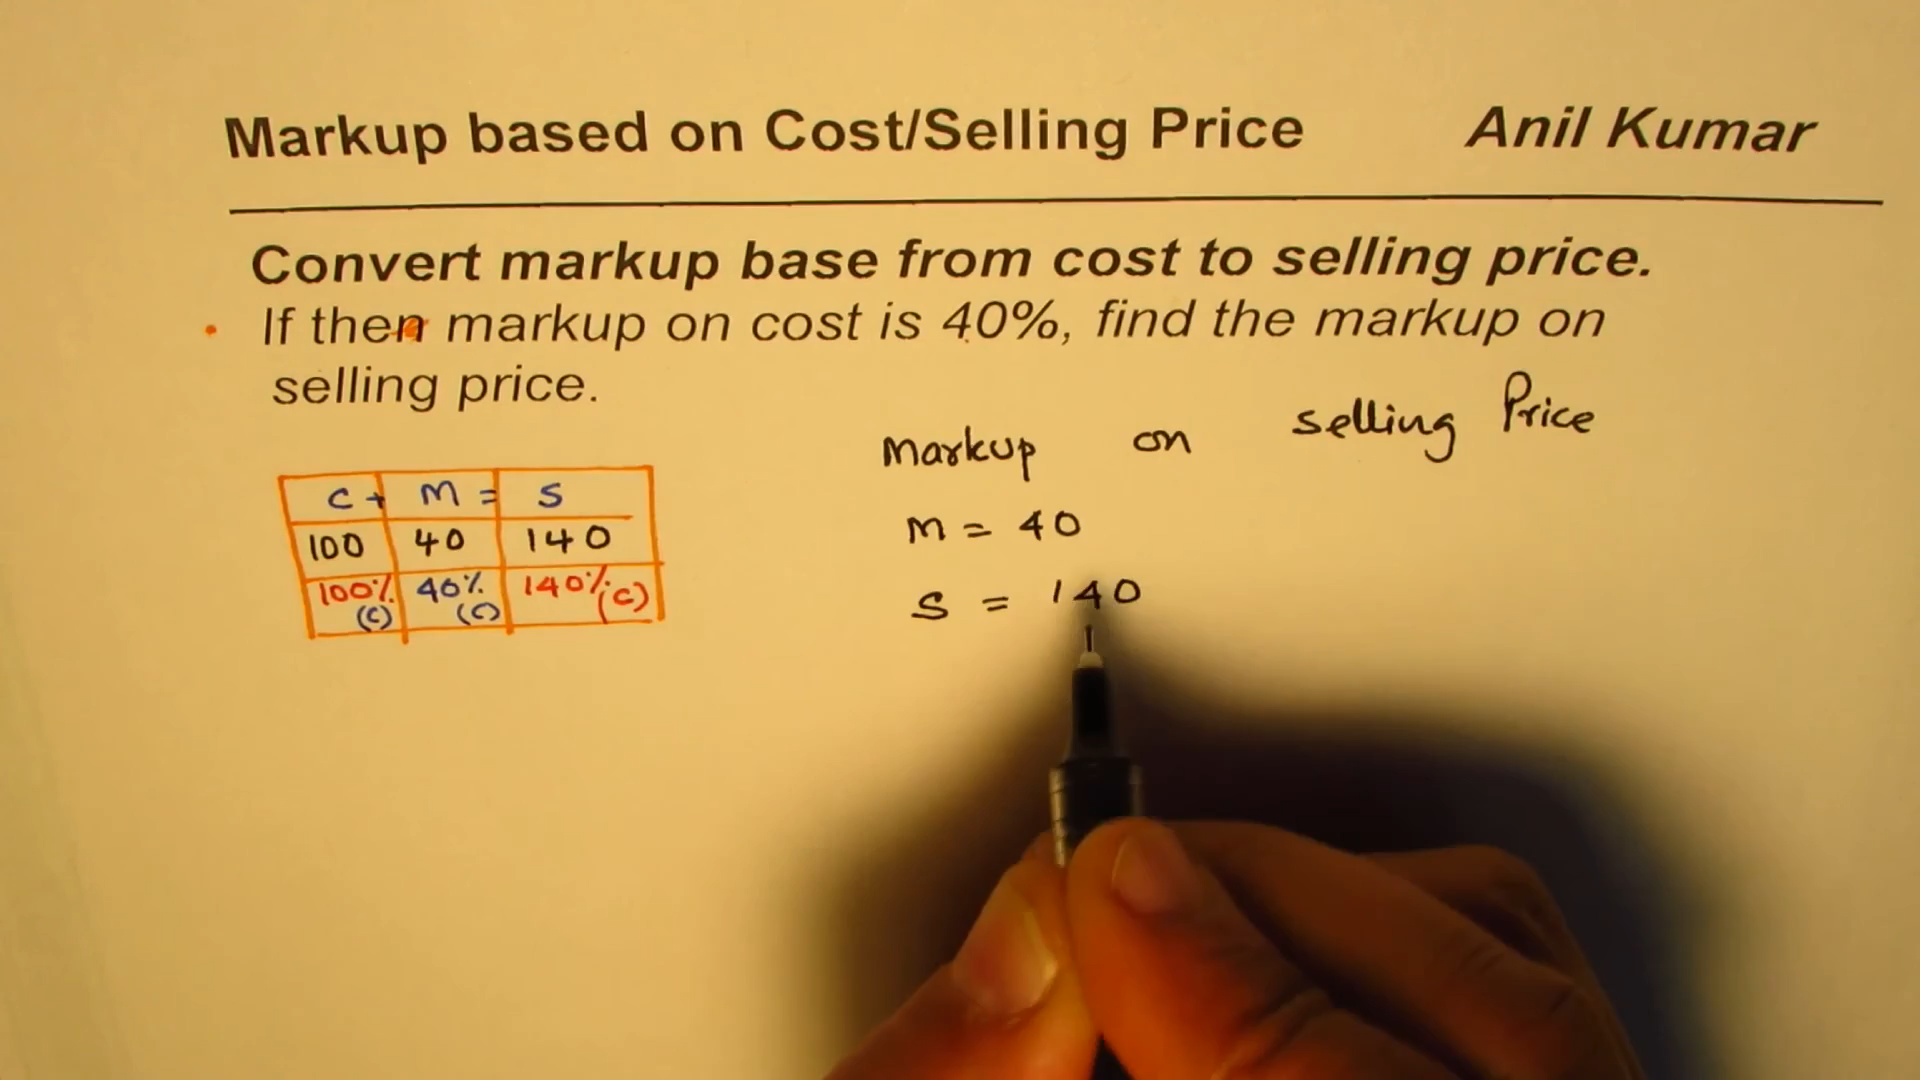 Markup based on Cost/Selling Price Anil Kumar
Convert markup base from cost to selling price.
If then markup on cost is 40%, find the markup on
selling price.
Markup on selling Price
C + M = S
100 40 140
100% (C) 40% (C) 140% (C)
M = 40
S = 140